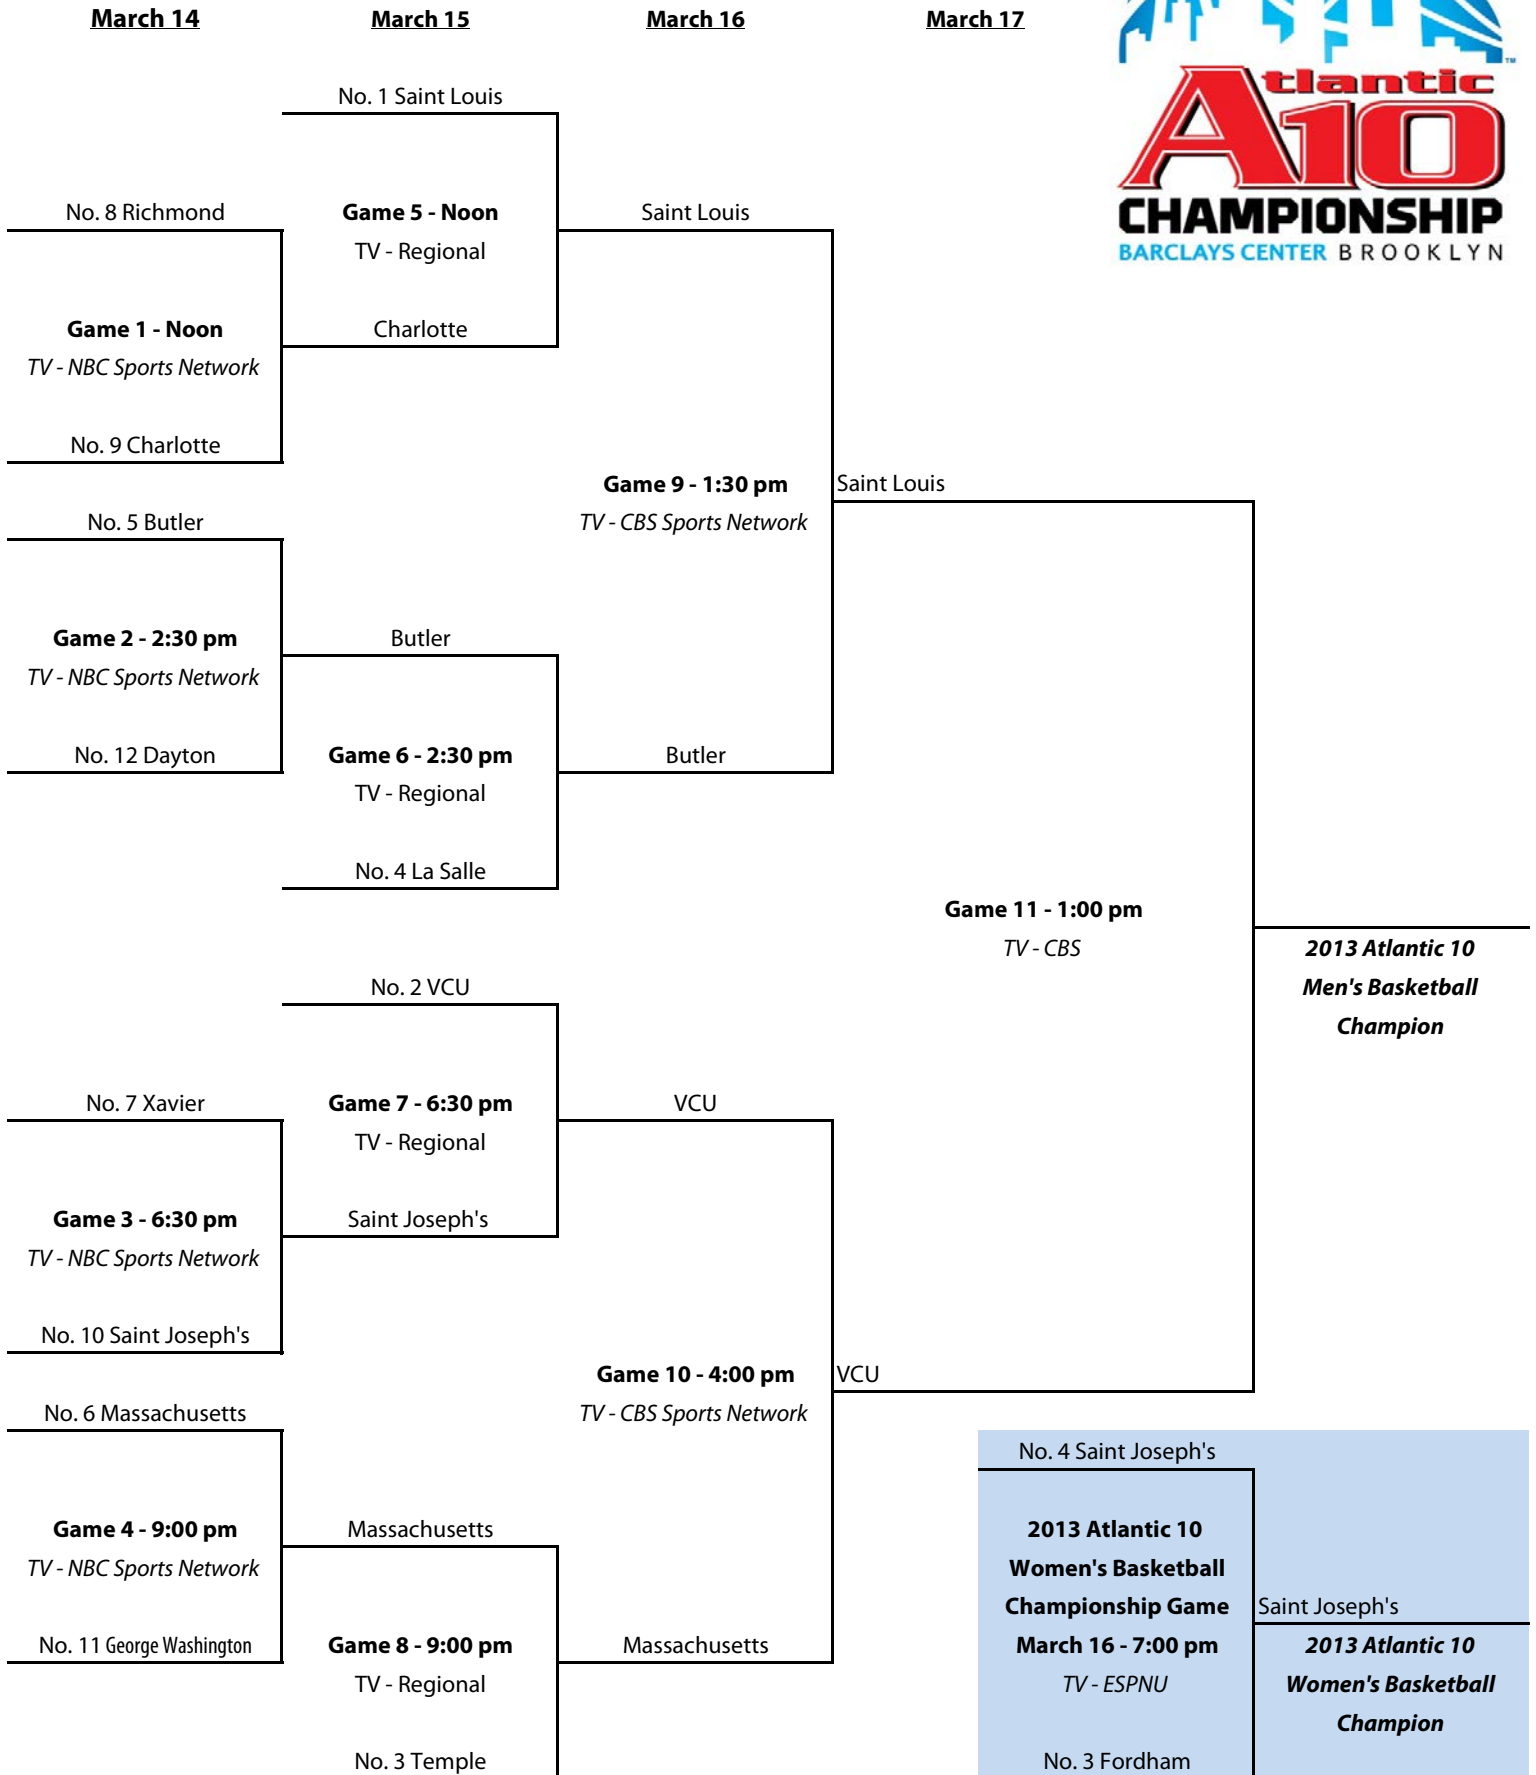 March 14
March 15
March 16
March 17
TM
Atlantic
A10
CHAMPIONSHIP
BARCLAYS CENTER BROOKLYN
No. 1 Saint Louis
No. 8 Richmond
Game 5 - Noon
Saint Louis
TV - Regional
Game 1 - Noon
Charlotte
TV - NBC Sports Network
No. 9 Charlotte
Game 9 - 1:30 pm
Saint Louis
No. 5 Butler
TV - CBS Sports Network
Game 2 - 2:30 pm
Butler
TV - NBC Sports Network
No. 12 Dayton
Game 6 - 2:30 pm
Butler
TV - Regional
No. 4 La Salle
Game 11 - 1:00 pm
TV - CBS
2013 Atlantic 10
Men's Basketball
Champion
No. 2 VCU
No. 7 Xavier
Game 7 - 6:30 pm
VCU
TV - Regional
Game 3 - 6:30 pm
Saint Joseph's
TV - NBC Sports Network
No. 10 Saint Joseph's
Game 10 - 4:00 pm
VCU
No. 6 Massachusetts
TV - CBS Sports Network
Game 4 - 9:00 pm
Massachusetts
TV - NBC Sports Network
No. 11 George Washington
Game 8 - 9:00 pm
Massachusetts
TV - Regional
No. 3 Temple
No. 4 Saint Joseph's
2013 Atlantic 10
Women's Basketball
Championship Game
March 16 - 7:00 pm
TV - ESPNU
No. 3 Fordham
Saint Joseph's
2013 Atlantic 10
Women's Basketball
Champion